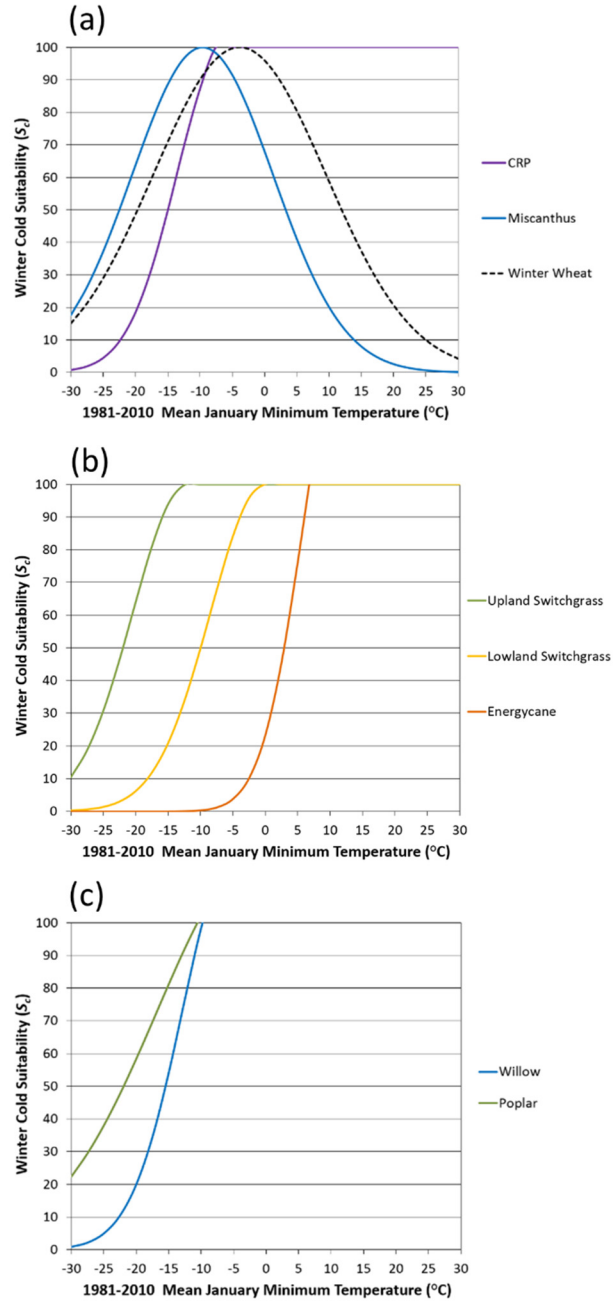 (a)
Winter Cold Suitability (Sc)
100
90
80
70
60
50
40
30
20
10
0
-30 -25 -20 -15 -10 -5 0 5 10 15 20 25 30
1981-2010 Mean January Minimum Temperature (°C)
CRP
Miscanthus
Winter Wheat
(b)
Winter Cold Suitability (Sc)
100
90
80
70
60
50
40
30
20
10
0
-30 -25 -20 -15 -10 -5 0 5 10 15 20 25 30
1981-2010 Mean January Minimum Temperature (°C)
Upland Switchgrass
Lowland Switchgrass
Energycane
(c)
Winter Cold Suitability (Sc)
100
90
80
70
60
50
40
30
20
10
0
-30 -25 -20 -15 -10 -5 0 5 10 15 20 25 30
1981-2010 Mean January Minimum Temperature (°C)
Willow
Poplar